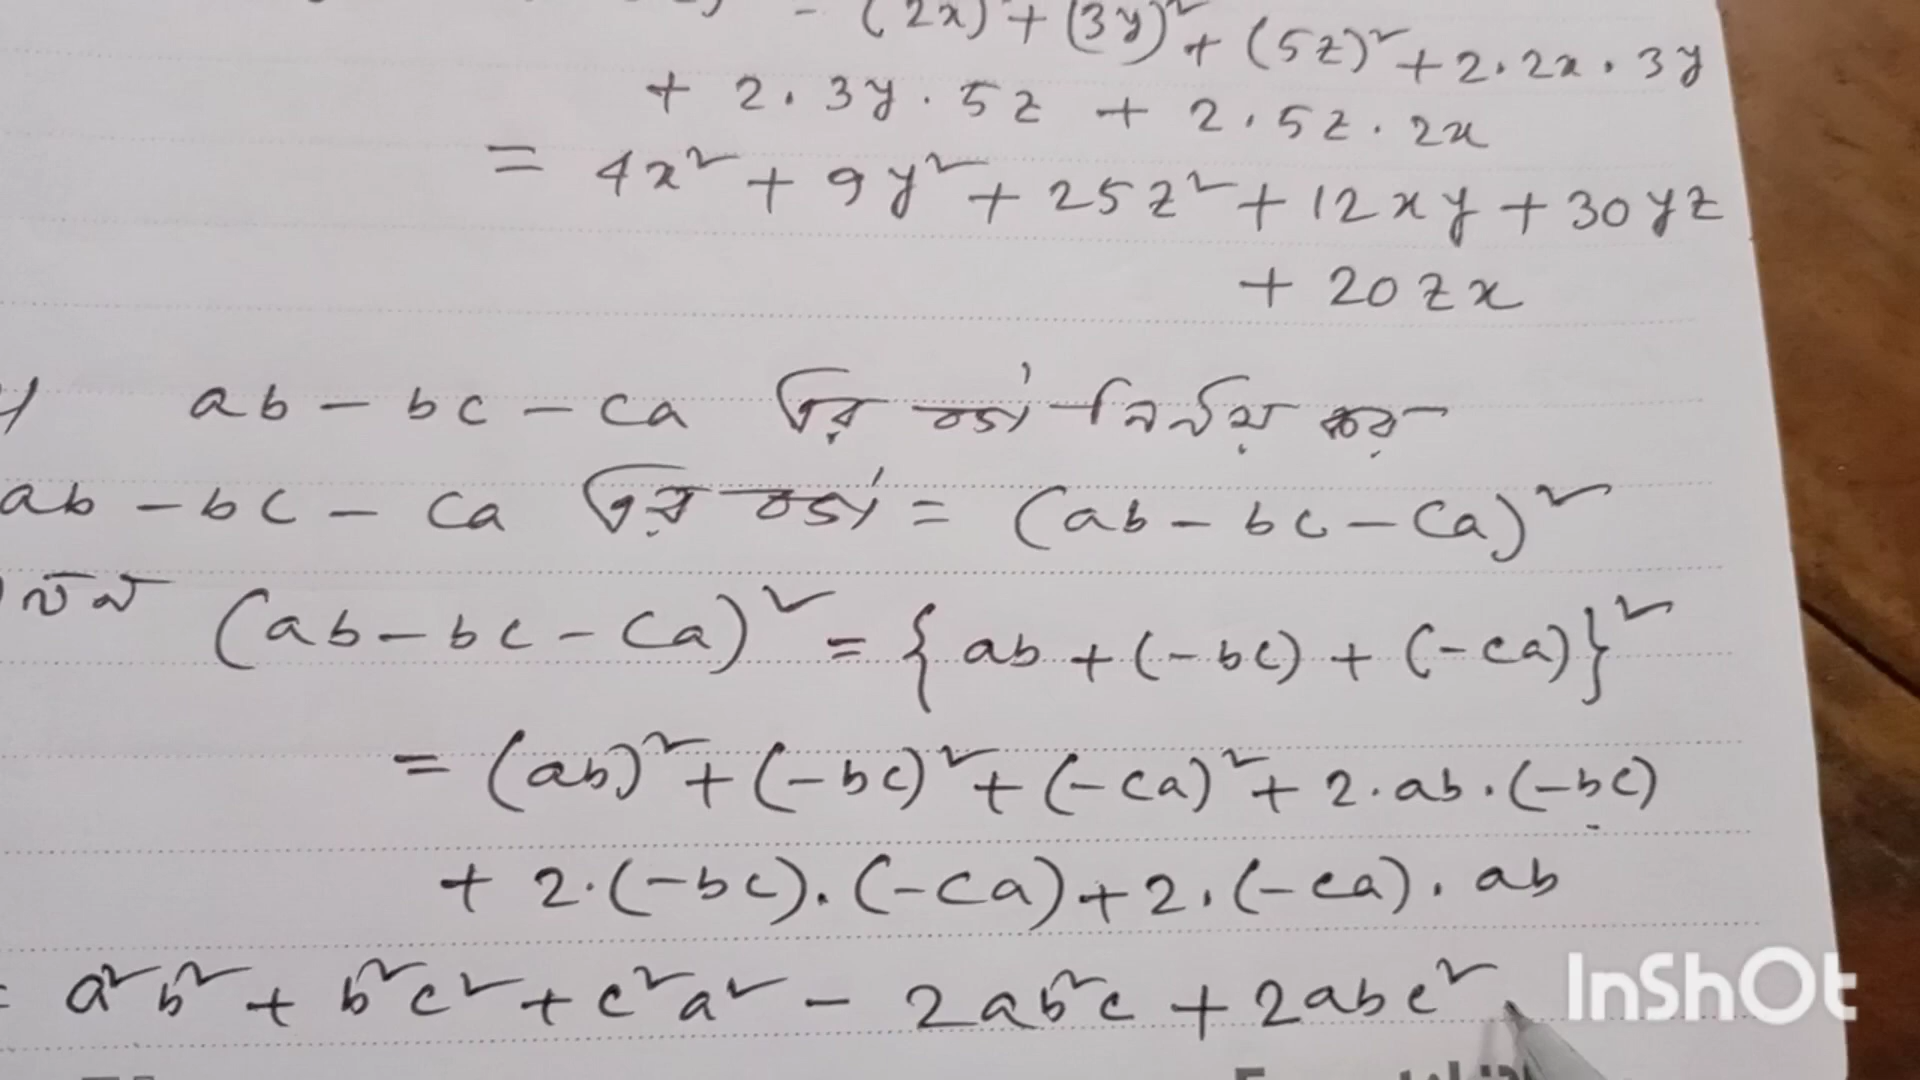 (2x) + (3y)² + (5z)² + 2.2x.3y
+ 2.3y.5z + 2.5z.2x
= 4x² + 9y² + 25z² + 12xy + 30yz
+ 20zx
ab - bc - ca এর বর্গ নির্নয় কর
ab - bc - ca এর বর্গ = (ab - bc - ca)²
(ab - bc - ca)² = {ab + (-bc) + (-ca)}²
= (ab)² + (-bc)² + (-ca)² + 2.ab.(-bc)
+ 2.(-bc).(-ca) + 2.(-ca).ab
= a²b² + b²c² + c²a² - 2ab²c + 2abc²
InShOt